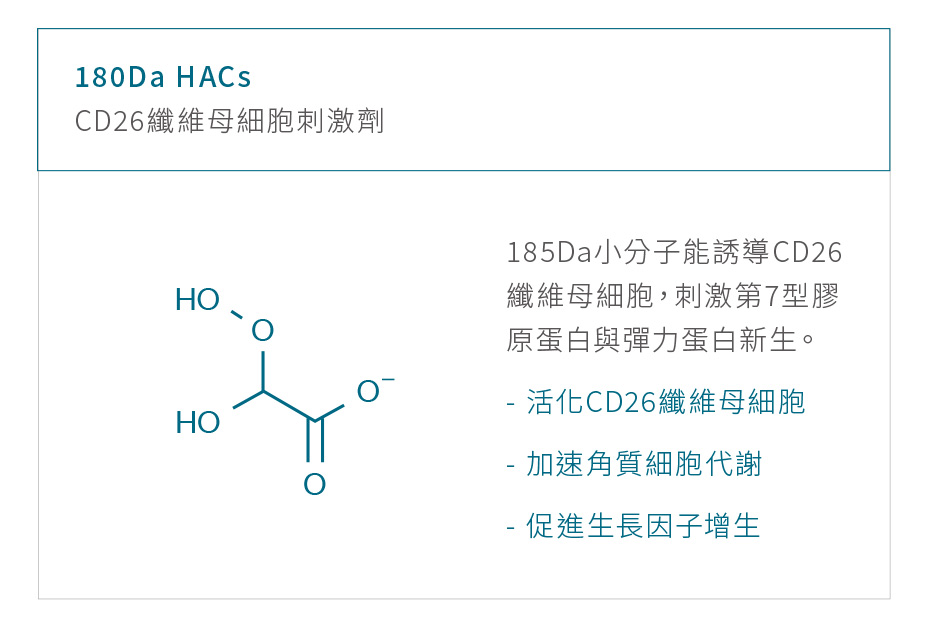 180Da HACs
CD26纖維母細胞刺激劑
185Da小分子能誘導CD26
纖維母細胞，刺激第7型膠
原蛋白與彈力蛋白新生。
- 活化CD26纖維母細胞
- 加速角質細胞代謝
- 促進生長因子增生
HO
O
O⁻
HO
O